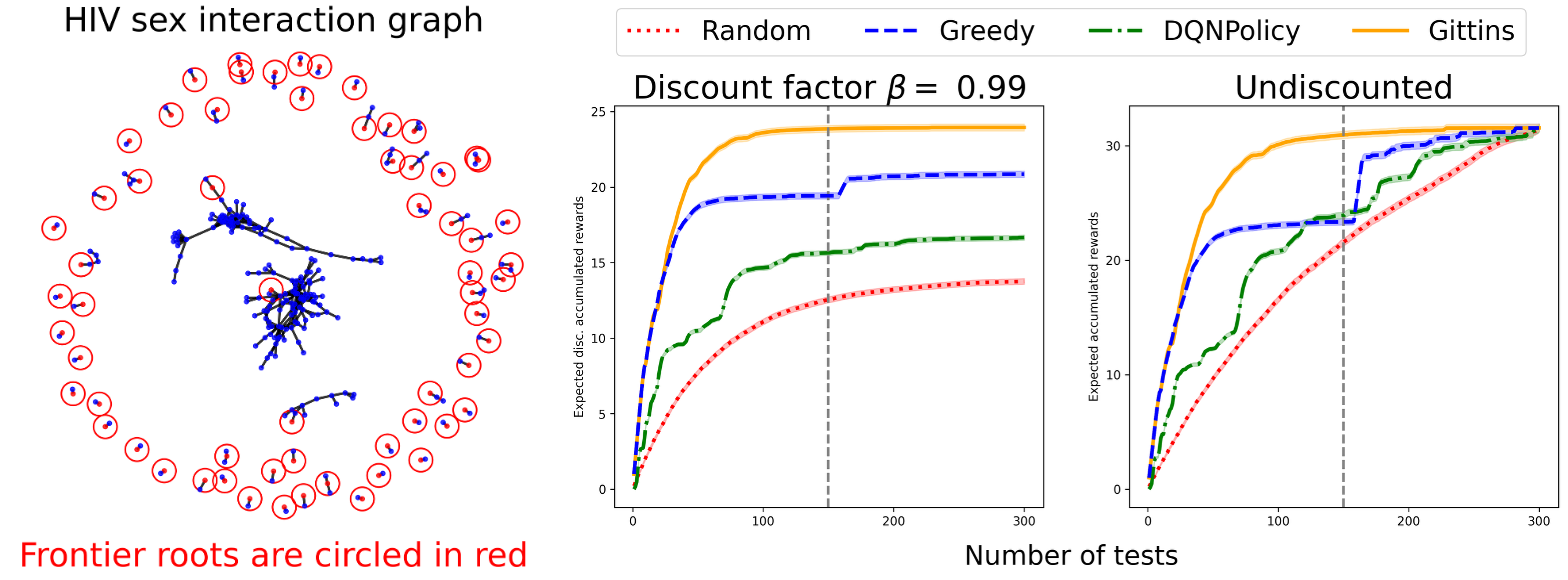 HIV sex interaction graph
Frontier roots are circled in red
Random Greedy DQNPolicy Gittins
Discount factor β = 0.99
Expected disc. accumulated rewards
25
20
15
10
5
0
0 100 200 300
Undiscounted
Expected accumulated rewards
30
20
10
0
0 100 200 300
Number of tests